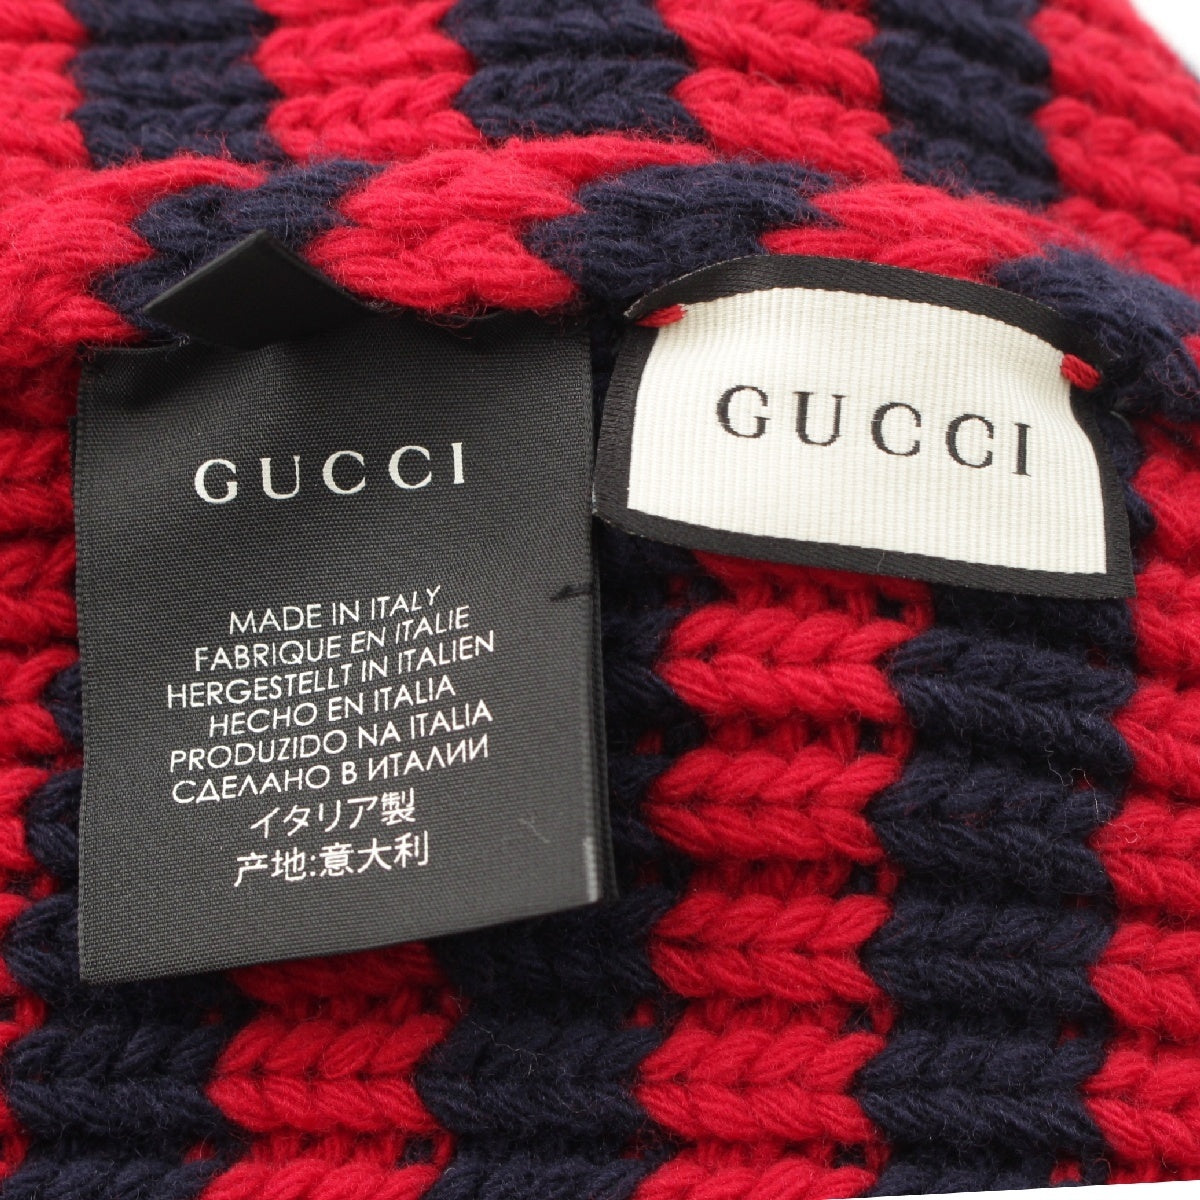 GUCCI
MADE IN ITALY
FABRIQUE EN ITALIE
HERGESTELLT IN ITALIEN
HECHO EN ITALIA
PRODUZIDO NA ITALIA
СДЕЛАНО В ИТАЛИИ
イタリア製
产地:意大利
GUCCI